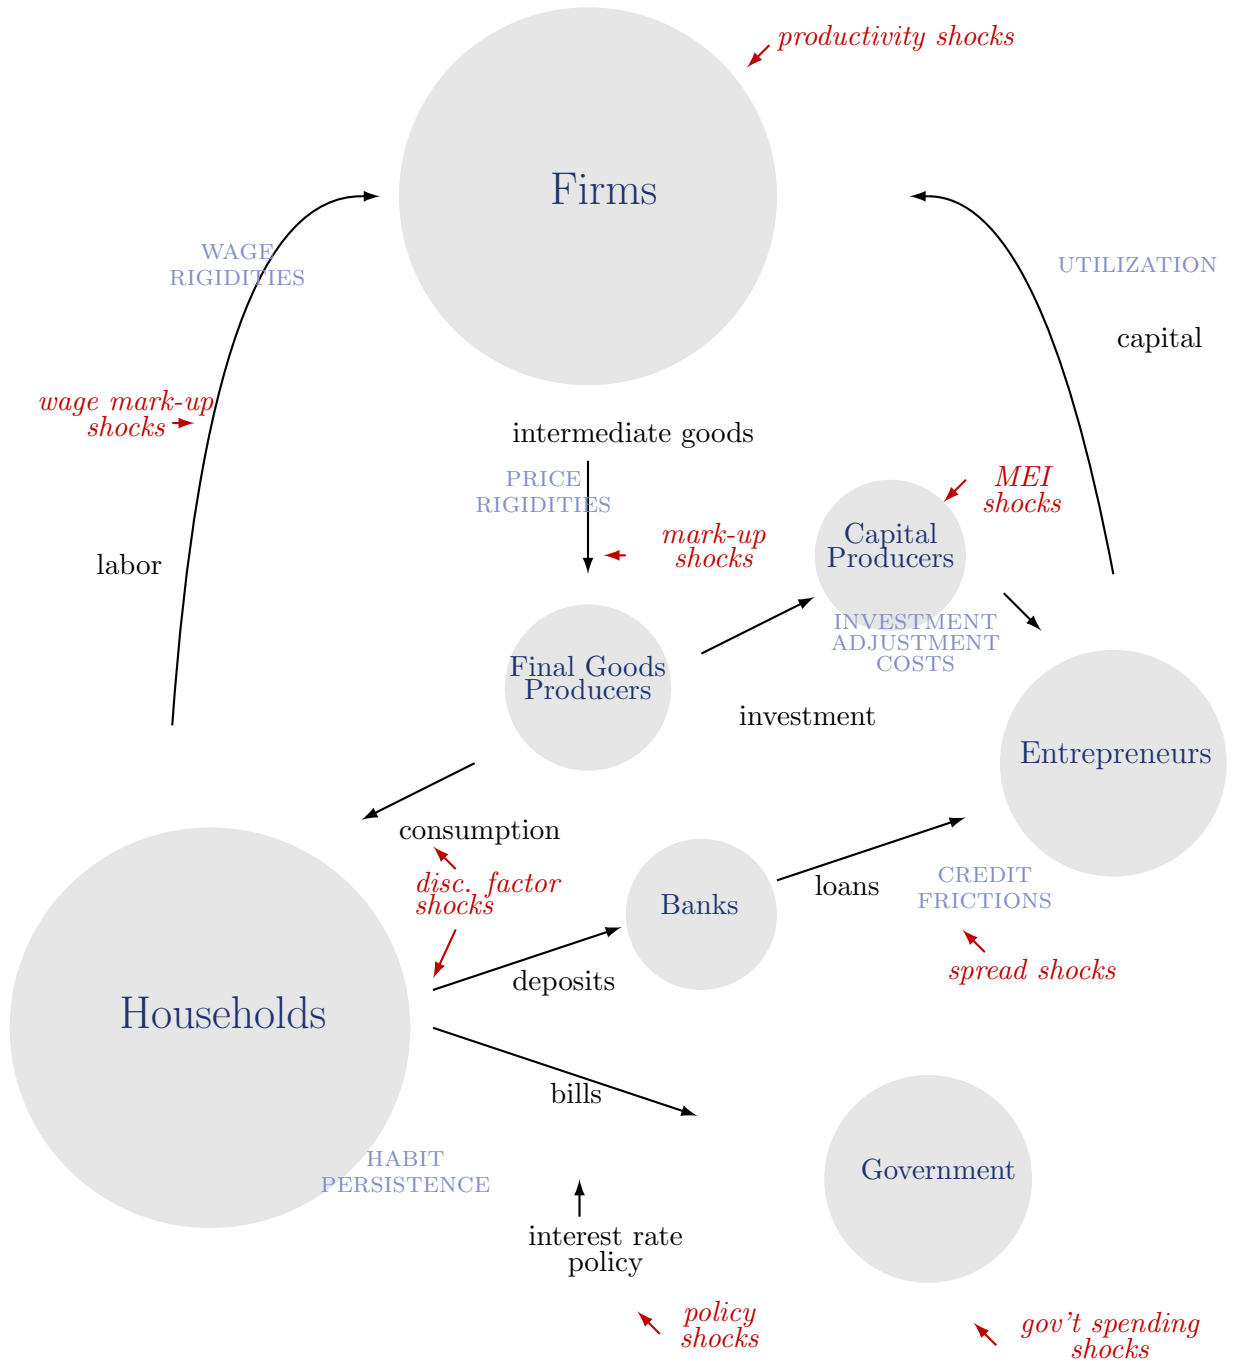 productivity shocks
Firms
WAGE
RIGIDITIES
UTILIZATION
capital
wage mark-up
shocks
intermediate goods
PRICE
RIGIDITIES
MEI
shocks
mark-up
shocks
Capital
Producers
labor
INVESTMENT
ADJUSTMENT
COSTS
Final Goods
Producers
investment
Entrepreneurs
consumption
disc. factor
shocks
Banks
loans
CREDIT
FRICTIONS
spread shocks
deposits
Households
bills
HABIT
PERSISTENCE
Government
interest rate
policy
policy
shocks
gov't spending
shocks